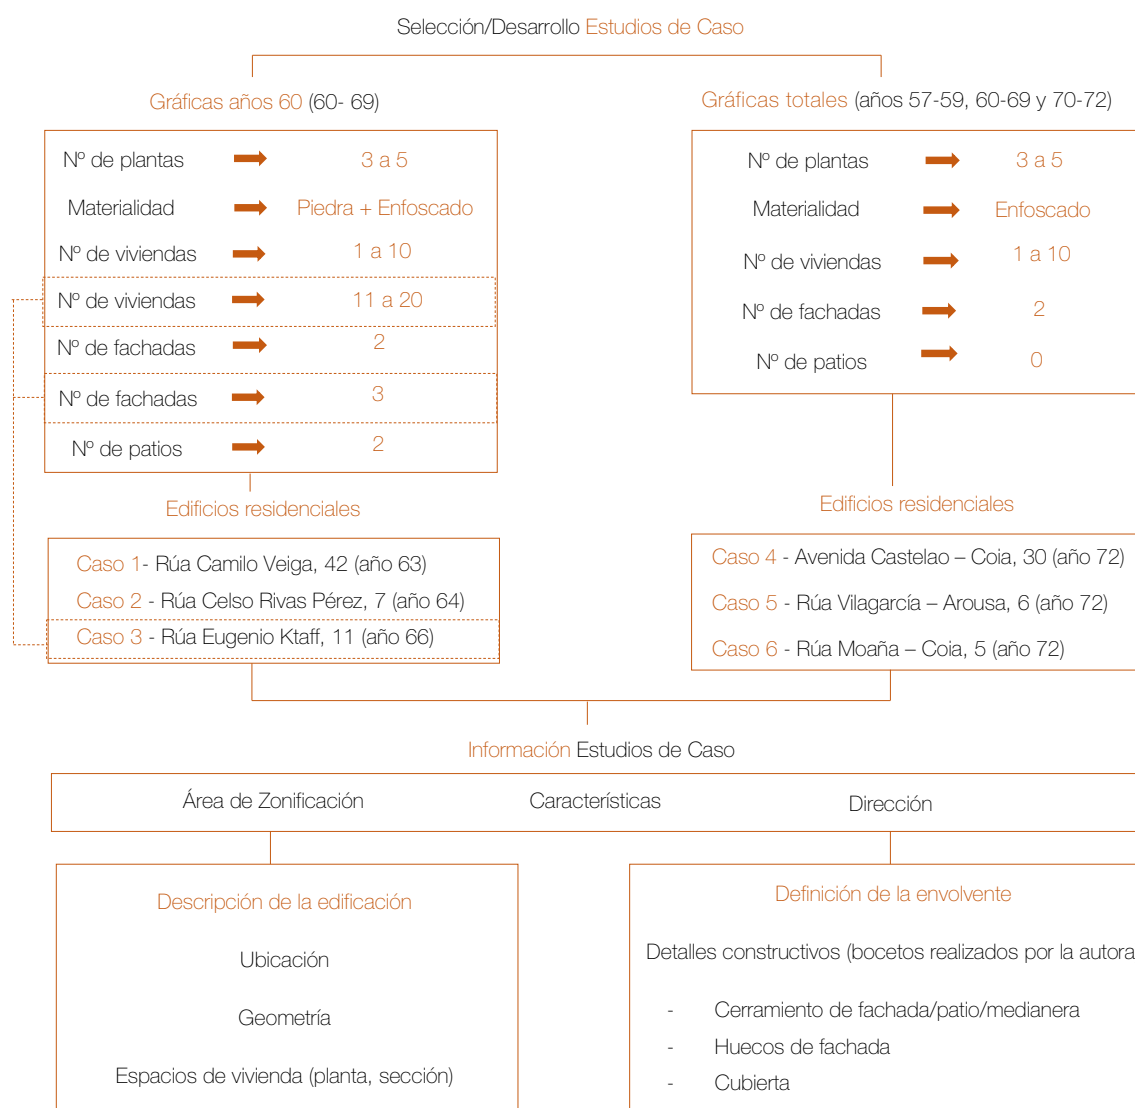 Selección/Desarrollo Estudios de Caso
Gráficas años 60 (60- 69)
Nº de plantas 3 a 5
Materialidad Piedra + Enfoscado
Nº de viviendas 1 a 10
Nº de viviendas 11 a 20
Nº de fachadas 2
Nº de fachadas 3
Nº de patios 2
Edificios residenciales
Caso 1- Rúa Camilo Veiga, 42 (año 63)
Caso 2 - Rúa Celso Rivas Pérez, 7 (año 64)
Caso 3 - Rúa Eugenio Ktaff, 11 (año 66)
Gráficas totales (años 57-59, 60-69 y 70-72)
Nº de plantas 3 a 5
Materialidad Enfoscado
Nº de viviendas 1 a 10
Nº de fachadas 2
Nº de patios 0
Edificios residenciales
Caso 4 - Avenida Castelao – Coia, 30 (año 72)
Caso 5 - Rúa Vilagarcía – Arousa, 6 (año 72)
Caso 6 - Rúa Moaña – Coia, 5 (año 72)
Información Estudios de Caso
Área de Zonificación Características Dirección
Descripción de la edificación
Ubicación
Geometría
Espacios de vivienda (planta, sección)
Definición de la envolvente
Detalles constructivos (bocetos realizados por la autora
- Cerramiento de fachada/patio/medianera
- Huecos de fachada
- Cubierta